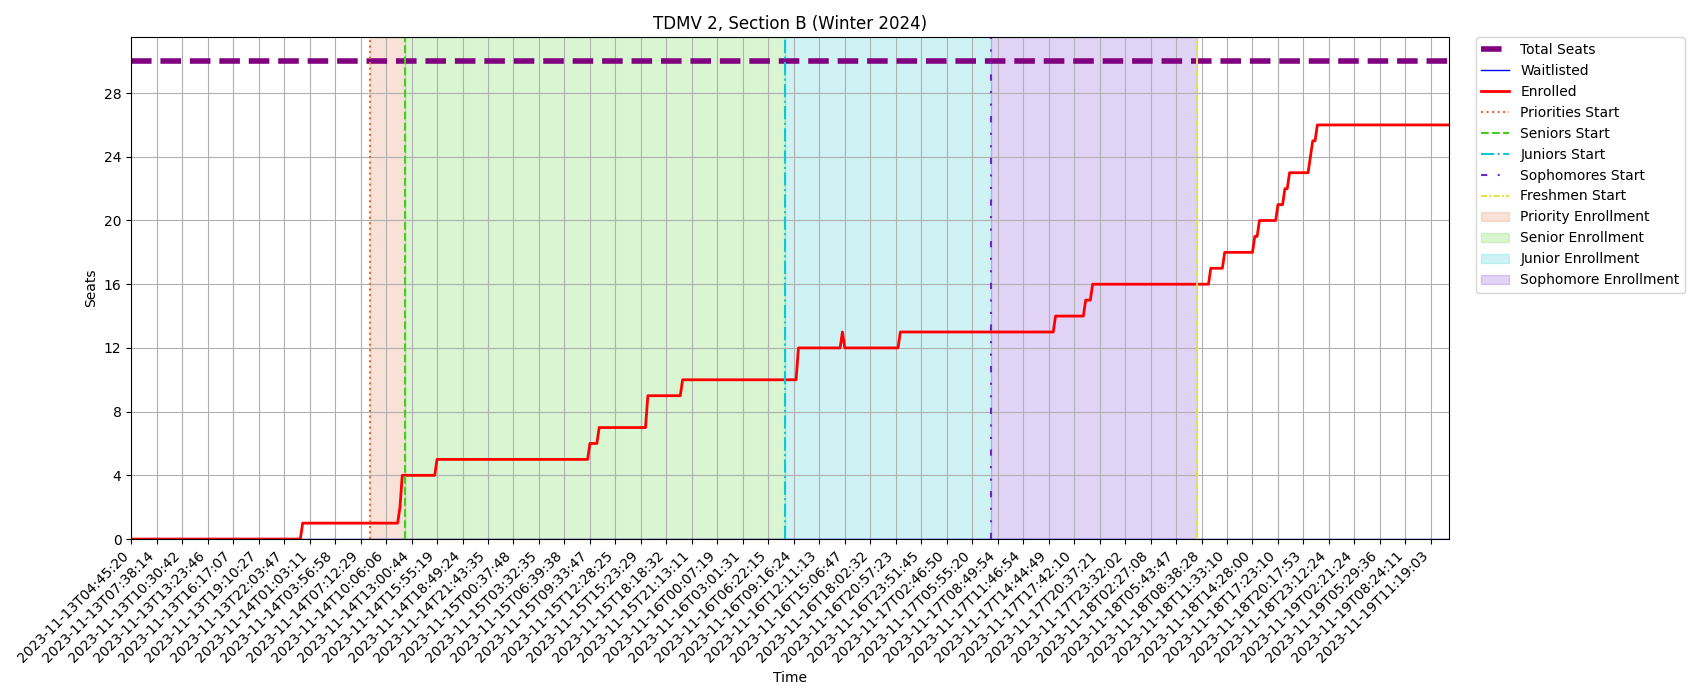 TDMV 2, Section B (Winter 2024)
Total Seats
Waitlisted
Enrolled
Priorities Start
Seniors Start
Juniors Start
Sophomores Start
Freshmen Start
Priority Enrollment
Senior Enrollment
Junior Enrollment
Sophomore Enrollment
Seats
28
24
20
16
12
8
4
0
2023-11-13T04:45:20
2023-11-13T07:38:14
2023-11-13T10:30:42
2023-11-13T13:23:46
2023-11-13T16:17:07
2023-11-13T19:10:27
2023-11-13T22:03:47
2023-11-14T01:03:11
2023-11-14T03:56:58
2023-11-14T07:12:29
2023-11-14T10:06:06
2023-11-14T13:00:44
2023-11-14T15:55:19
2023-11-14T18:49:24
2023-11-14T21:43:35
2023-11-15T00:37:48
2023-11-15T03:32:35
2023-11-15T06:39:38
2023-11-15T09:33:47
2023-11-15T12:28:25
2023-11-15T15:23:29
2023-11-15T18:18:32
2023-11-15T21:13:11
2023-11-16T00:07:19
2023-11-16T03:01:31
2023-11-16T06:22:15
2023-11-16T09:16:24
2023-11-16T12:11:13
2023-11-16T15:06:47
2023-11-16T18:02:32
2023-11-16T20:57:23
2023-11-16T23:51:45
2023-11-17T02:46:50
2023-11-17T05:55:20
2023-11-17T08:49:54
2023-11-17T11:46:54
2023-11-17T14:44:49
2023-11-17T17:42:10
2023-11-17T20:37:21
2023-11-17T23:32:02
2023-11-18T02:27:08
2023-11-18T05:43:47
2023-11-18T08:38:28
2023-11-18T11:33:10
2023-11-18T14:28:00
2023-11-18T17:23:10
2023-11-18T20:17:53
2023-11-18T23:12:24
2023-11-19T02:21:24
2023-11-19T05:29:36
2023-11-19T08:24:11
2023-11-19T11:19:03
Time